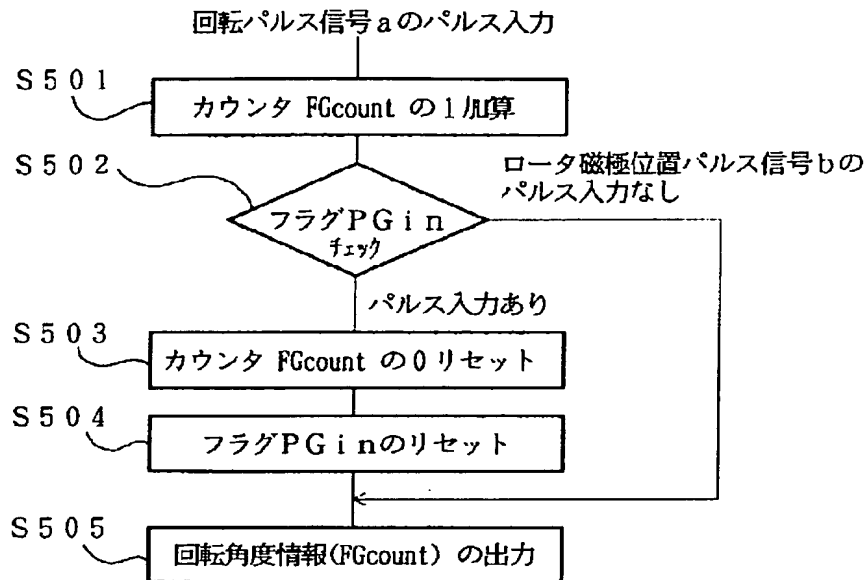 回転パルス信号aのパルス入力
S501
カウンタ FGcount の1加算
S502
ロータ磁極位置パルス信号bの
パルス入力なし
フラグPGin
チェック
パルス入力あり
S503
カウンタ FGcount の0リセット
S504
フラグPGinのリセット
S505
回転角度情報(FGcount) の出力